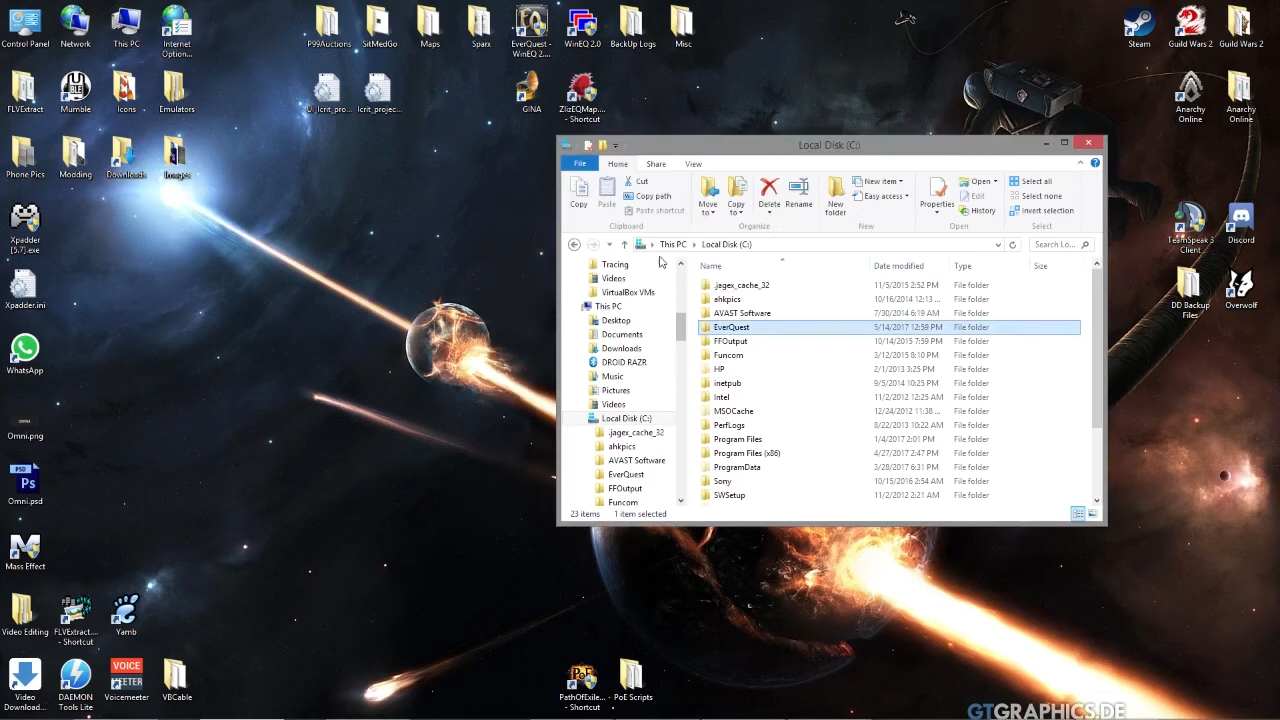 Control Panel
Network
This PC
Internet
Option...
P99Auctions
SitMedGo
Maps
Sparx
EverQuest -
WinEQ 2....
WinEQ 2.0
BackUp Logs
Misc
Steam
Guild Wars 2
Guild Wars 2
FLVExtract
Mumble
Icons
Emulators
lcrit_projec...
GINA
ZlizEQMap...
- Shortcut
Anarchy
Online
Anarchy
Online
Phone Pics
Modding
Downloads
Images
Xpadder
[5.7].exe
Xpadder.ini
WhatsApp
Omni.png
PSD
Ps
Omni.psd
Mass Effect
Video Editing
FLVExtract....
- Shortcut
Yamb
Video
Download...
DAEMON
Tools Lite
VOICE
MEETER
Voicemeeter
VBCable
TeamSpeak 3
Client
Discord
DD Backup
Files
Overwolf
PathOfExile...
- Shortcut
PoE Scripts
Local Disk (C:)
File
Home
Share
View
Copy
Paste
Cut
Copy path
Paste shortcut
Clipboard
Move
to
Copy
to
Delete
Rename
Organize
New
folder
New item
Easy access
New
Properties
Open
Edit
History
Open
Select all
Select none
Invert selection
Select
This PC
Local Disk (C:)
Search Lo...
Tracing
Videos
VirtualBox VMs
This PC
Desktop
Documents
Downloads
DROID RAZR
Music
Pictures
Videos
Local Disk (C:)
.jagex_cache_32
ahkpics
AVAST Software
EverQuest
FFOutput
Funcom
Name Date modified Type Size
.jagex_cache_32 11/5/2015 2:52 PM File folder
ahkpics 10/16/2014 12:13 ... File folder
AVAST Software 7/30/2014 6:19 AM File folder
EverQuest 5/14/2017 12:59 PM File folder
FFOutput 10/14/2015 7:59 PM File folder
Funcom 3/12/2015 8:10 PM File folder
HP 2/1/2013 3:25 PM File folder
inetpub 9/5/2014 10:25 PM File folder
Intel 11/2/2012 12:25 AM File folder
MSOCache 12/24/2012 11:38 ... File folder
PerfLogs 8/22/2013 10:22 AM File folder
Program Files 1/4/2017 2:01 PM File folder
Program Files (x86) 4/27/2017 2:47 PM File folder
ProgramData 3/28/2017 6:31 PM File folder
Sony 10/15/2016 2:54 AM File folder
SWSetup 11/2/2012 2:21 AM File folder
23 items 1 item selected
GTGRAPHICS.DE